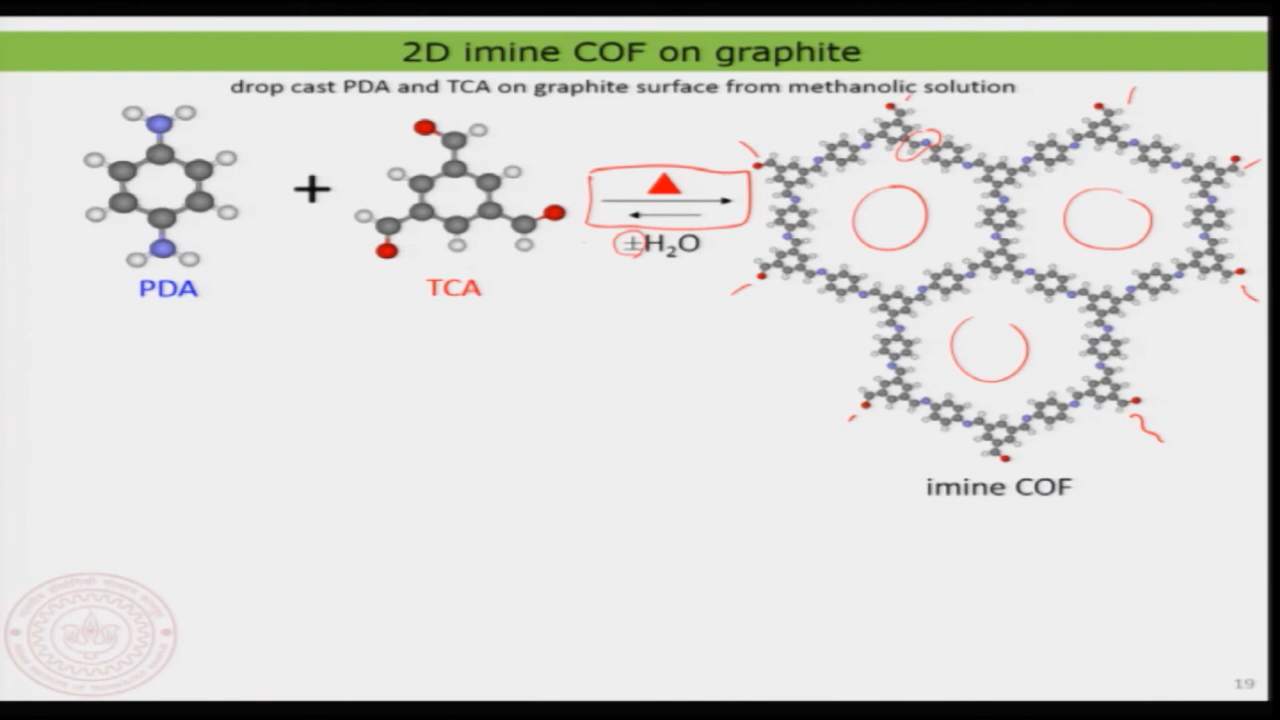 2D imine COF on graphite
drop cast PDA and TCA on graphite surface from methanolic solution
+
±H₂O
PDA
TCA
imine COF
19